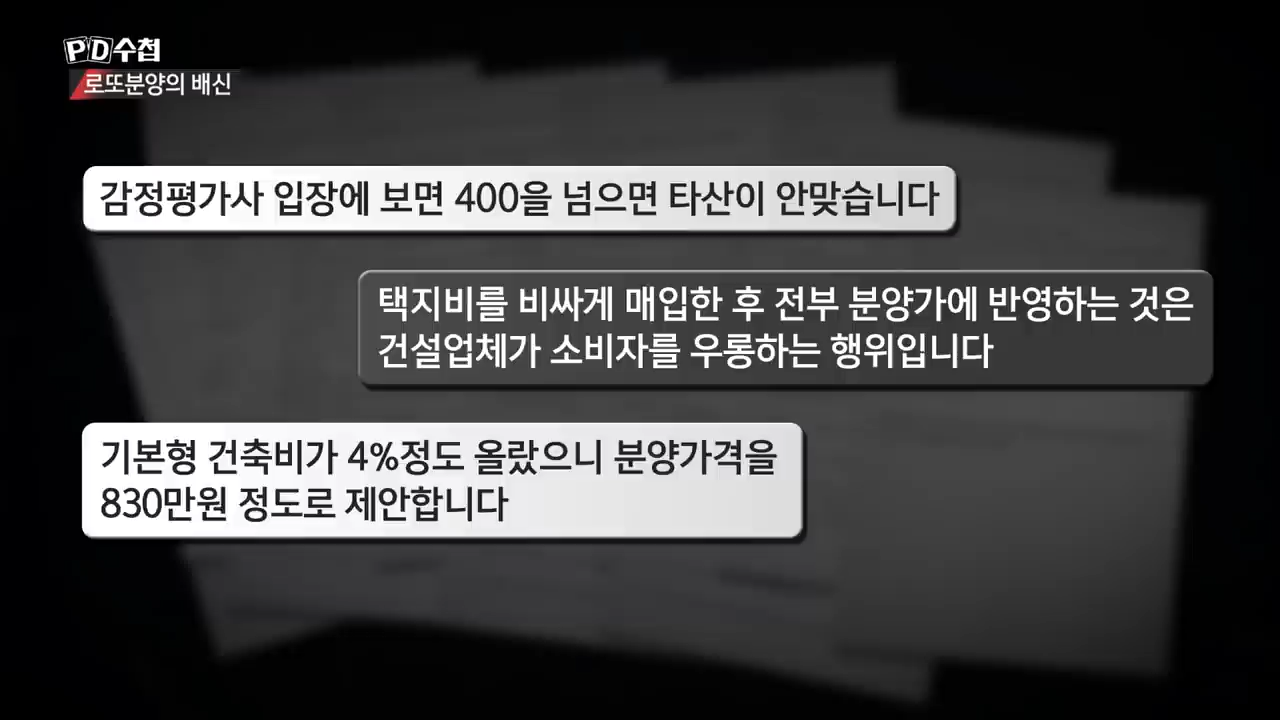 PD수첩
로또분양의 배신
감정평가사 입장에 보면 400을 넘으면 타산이 안맞습니다
택지비를 비싸게 매입한 후 전부 분양가에 반영하는 것은
건설업체가 소비자를 우롱하는 행위입니다
기본형 건축비가 4%정도 올랐으니 분양가격을
830만원 정도로 제안합니다